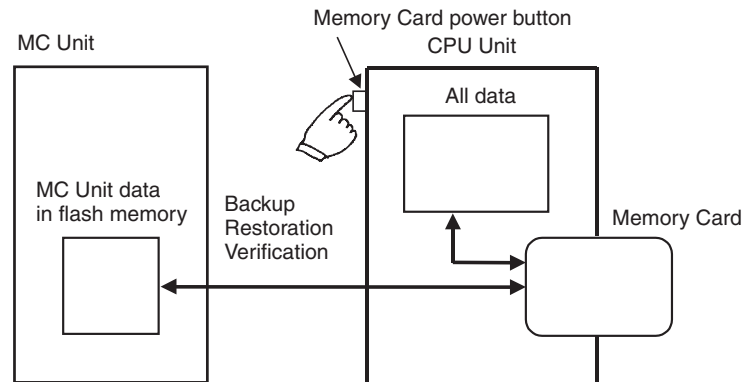 Memory Card power button
MC Unit
CPU Unit
All data
MC Unit data
in flash memory
Backup
Restoration
Verification
Memory Card